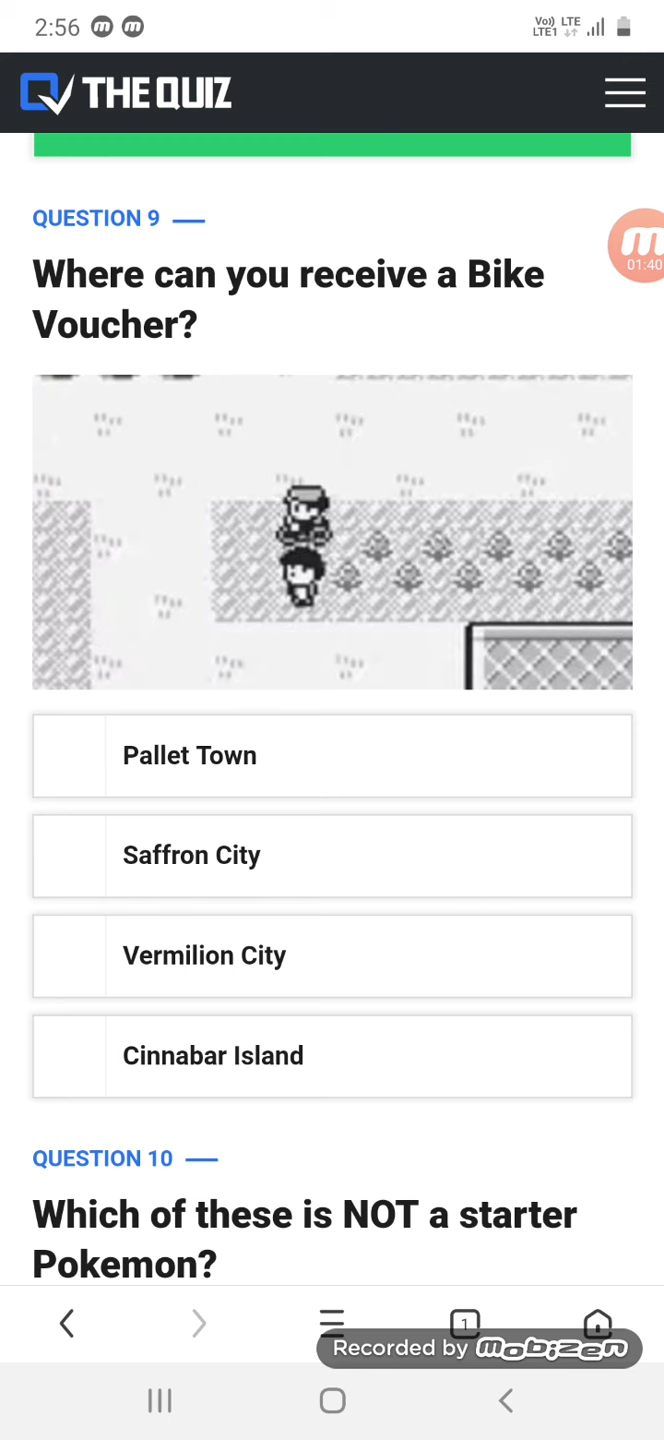 2:56
Vo)) LTE
LTE1
THE QUIZ
QUESTION 9
Where can you receive a Bike
Voucher?
01:40
Pallet Town
Saffron City
Vermilion City
Cinnabar Island
QUESTION 10
Which of these is NOT a starter
Pokemon?
1
Recorded by mobizen